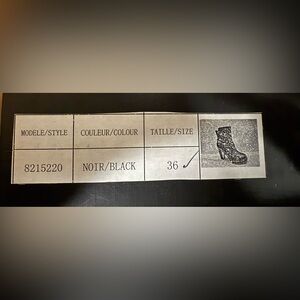 MODELE/STYLE COULEUR/COLOUR TAILLE/SIZE
8215220 NOIR/BLACK 36